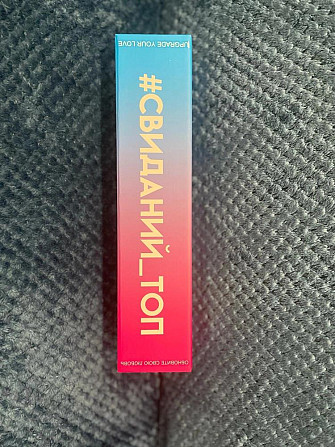 UPGRADE YOUR LOVE
#СВИДАНИЙ_ТОП
ОБНОВИТЕ СВОЮ ЛЮБОВЬ